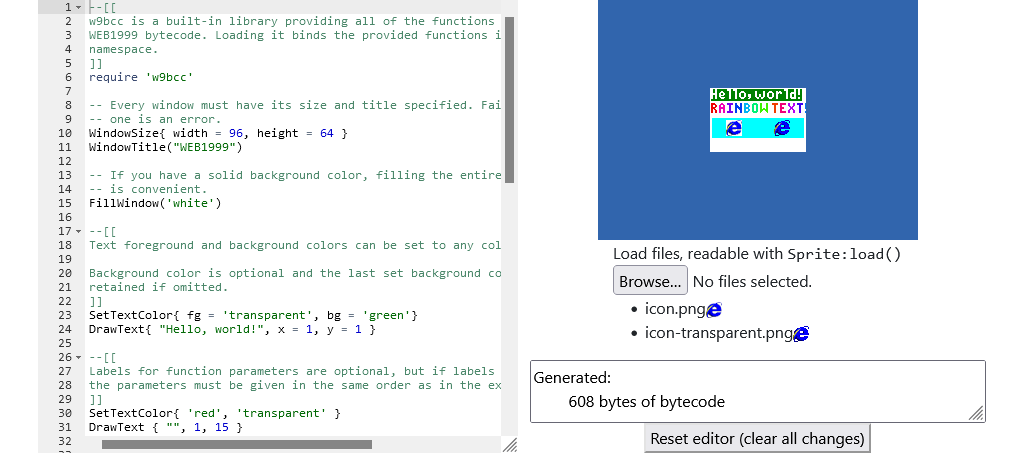 1 --[[
2 w9bcc is a built-in library providing all of the functions
3 WEB1999 bytecode. Loading it binds the provided functions i
4 namespace.
5 ]]
6 require 'w9bcc'
7
8 -- Every window must have its size and title specified. Fai
9 -- one is an error.
10 WindowSize{ width = 96, height = 64 }
11 WindowTitle("WEB1999")
12
13 -- If you have a solid background color, filling the entire
14 -- is convenient.
15 FillWindow('white')
16
17 --[[
18 Text foreground and background colors can be set to any col
19
20 Background color is optional and the last set background co
21 retained if omitted.
22 ]]
23 SetTextColor{ fg = 'transparent', bg = 'green'}
24 DrawText{ "Hello, world!", x = 1, y = 1 }
25
26 --[[
27 Labels for function parameters are optional, but if labels
28 the parameters must be given in the same order as in the ex
29 ]]
30 SetTextColor{ 'red', 'transparent' }
31 DrawText { "", 1, 15 }
32
Hello, world!
RAINBOW TEXT!
Load files, readable with Sprite:load()
Browse... No files selected.
• icon.png
• icon-transparent.png
Generated:
608 bytes of bytecode
Reset editor (clear all changes)